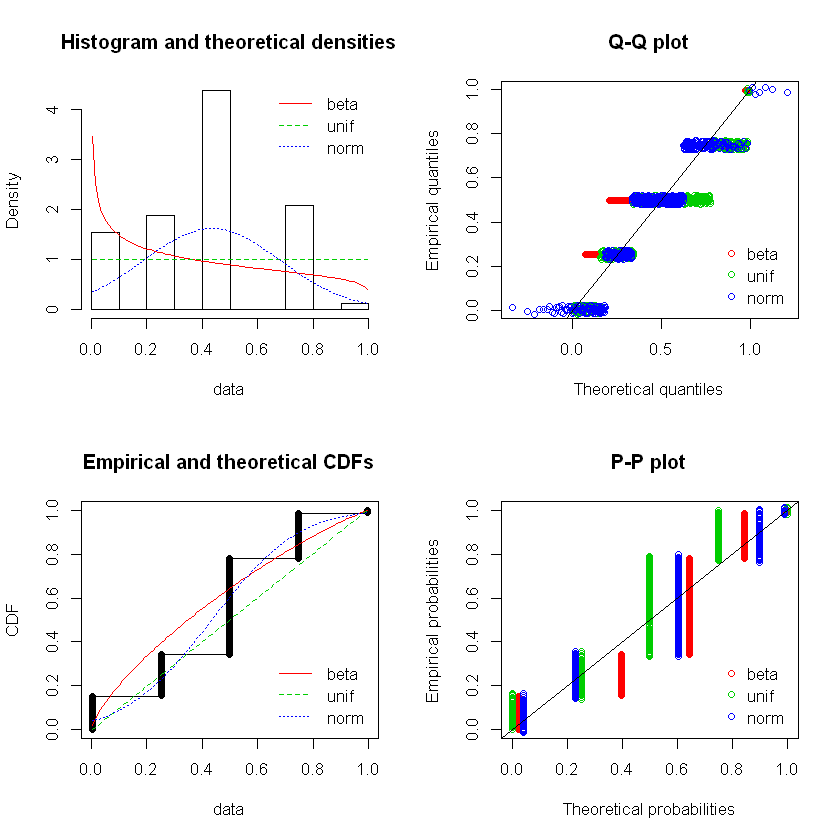 Histogram and theoretical densities
Density
0 1 2 3 4
beta
unif
norm
0.0 0.2 0.4 0.6 0.8 1.0
data
Q-Q plot
Empirical quantiles
0.0 0.2 0.4 0.6 0.8 1.0
beta
unif
norm
0.0 0.5 1.0
Theoretical quantiles
Empirical and theoretical CDFs
CDF
0.0 0.2 0.4 0.6 0.8 1.0
beta
unif
norm
0.0 0.2 0.4 0.6 0.8 1.0
data
P-P plot
Empirical probabilities
0.0 0.2 0.4 0.6 0.8 1.0
beta
unif
norm
0.0 0.2 0.4 0.6 0.8 1.0
Theoretical probabilities